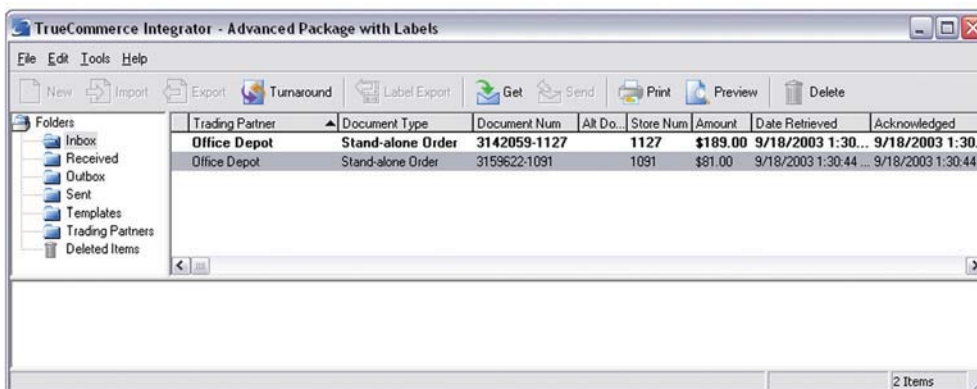 TrueCommerce Integrator - Advanced Package with Labels
File Edit Tools Help
New Import Export Turnaround Label Export Get Send Print Preview Delete
Folders
Inbox
Received
Outbox
Sent
Templates
Trading Partners
Deleted Items
Trading Partner Document Type Document Num Alt Do... Store Num Amount Date Retrieved Acknowledged
Office Depot Stand-alone Order 3142059-1127 1127 $189.00 9/18/2003 1:30... 9/18/2003 1:30.
Office Depot Stand-alone Order 3159622-1091 1091 $81.00 9/18/2003 1:30:44 ... 9/18/2003 1:30:44
2 Items